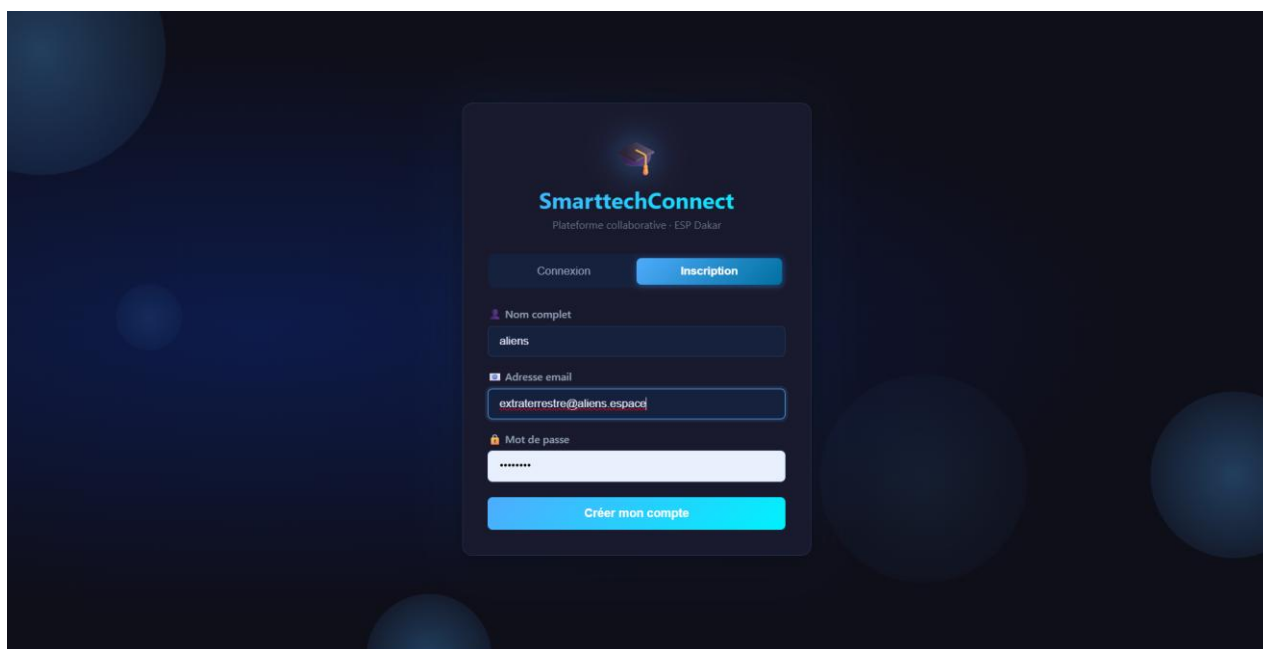 SmarttechConnect
Plateforme collaborative · ESP Dakar
Connexion Inscription
Nom complet
aliens
Adresse email
extraterrestre@aliens.espace
Mot de passe
••••••••
Créer mon compte